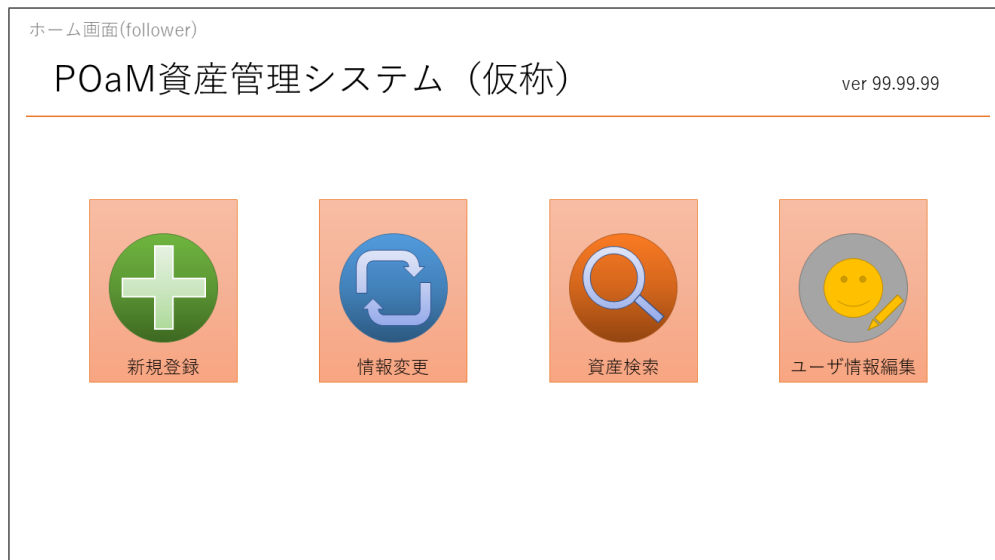 ホーム画面(follower)
POaM資産管理システム（仮称）
ver 99.99.99
新規登録
情報変更
資産検索
ユーザ情報編集